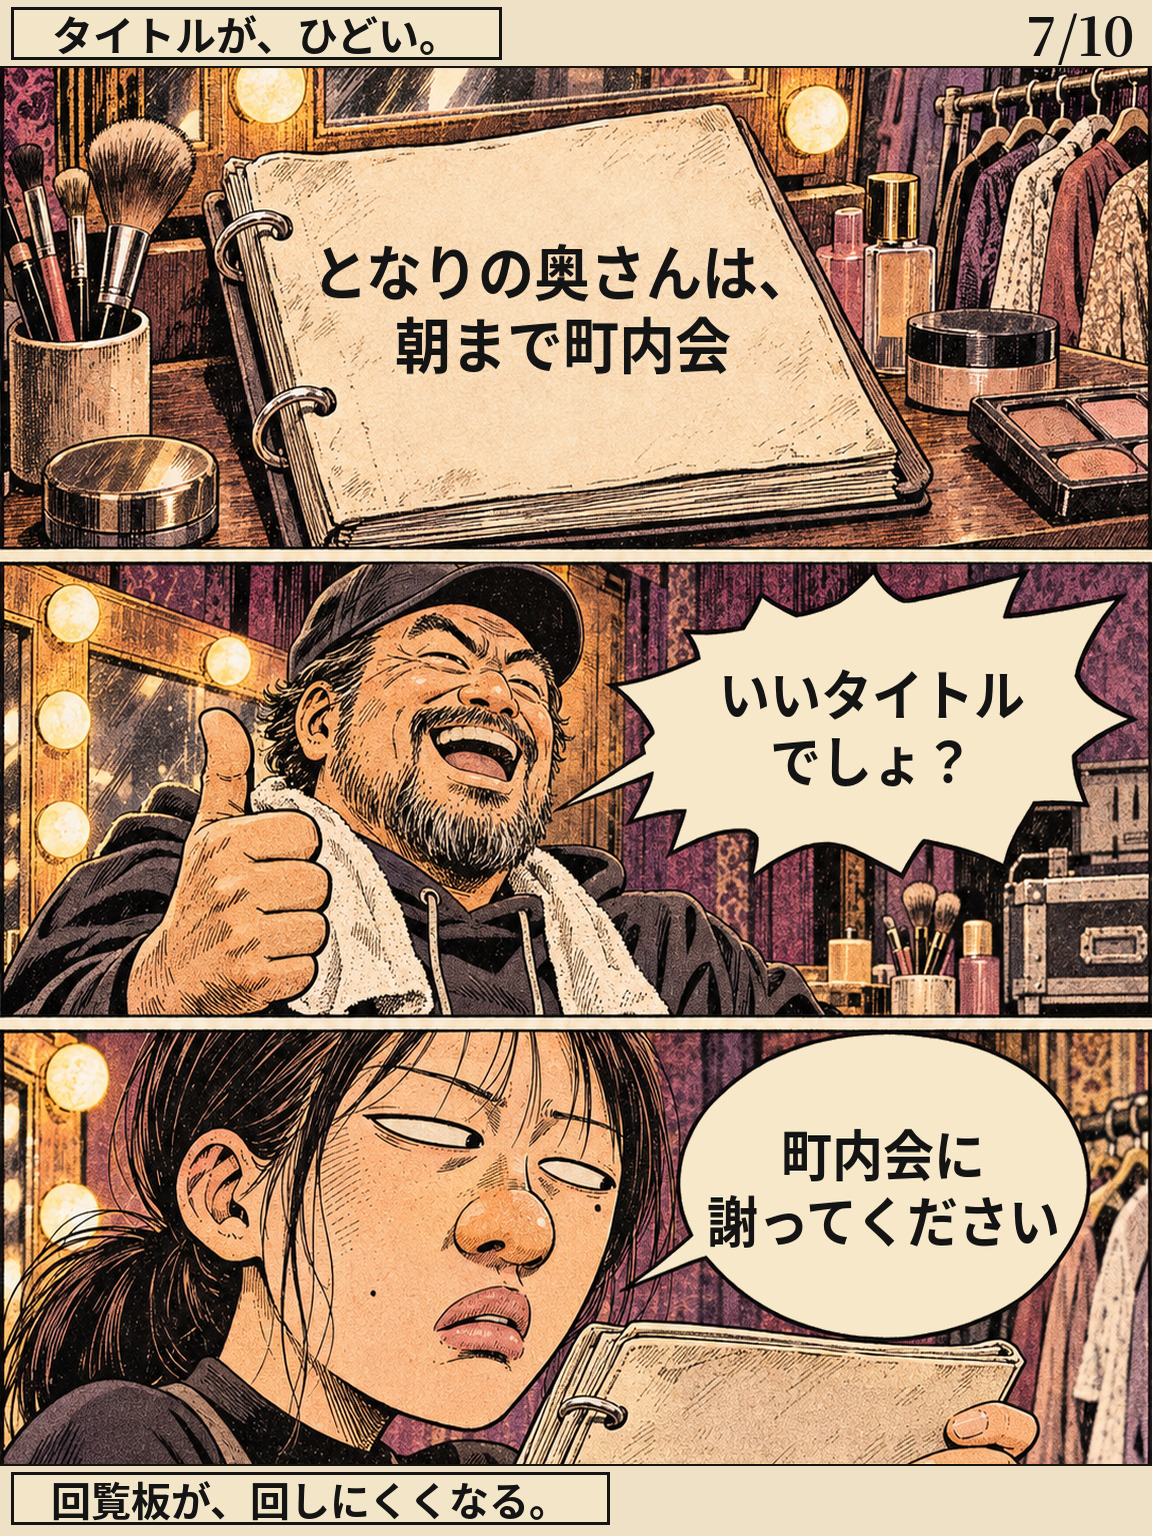 タイトルが、ひどい。
7/10
となりの奥さんは、
朝まで町内会
いいタイトル
でしょ？
町内会に
謝ってください
回覧板が、回しにくくなる。